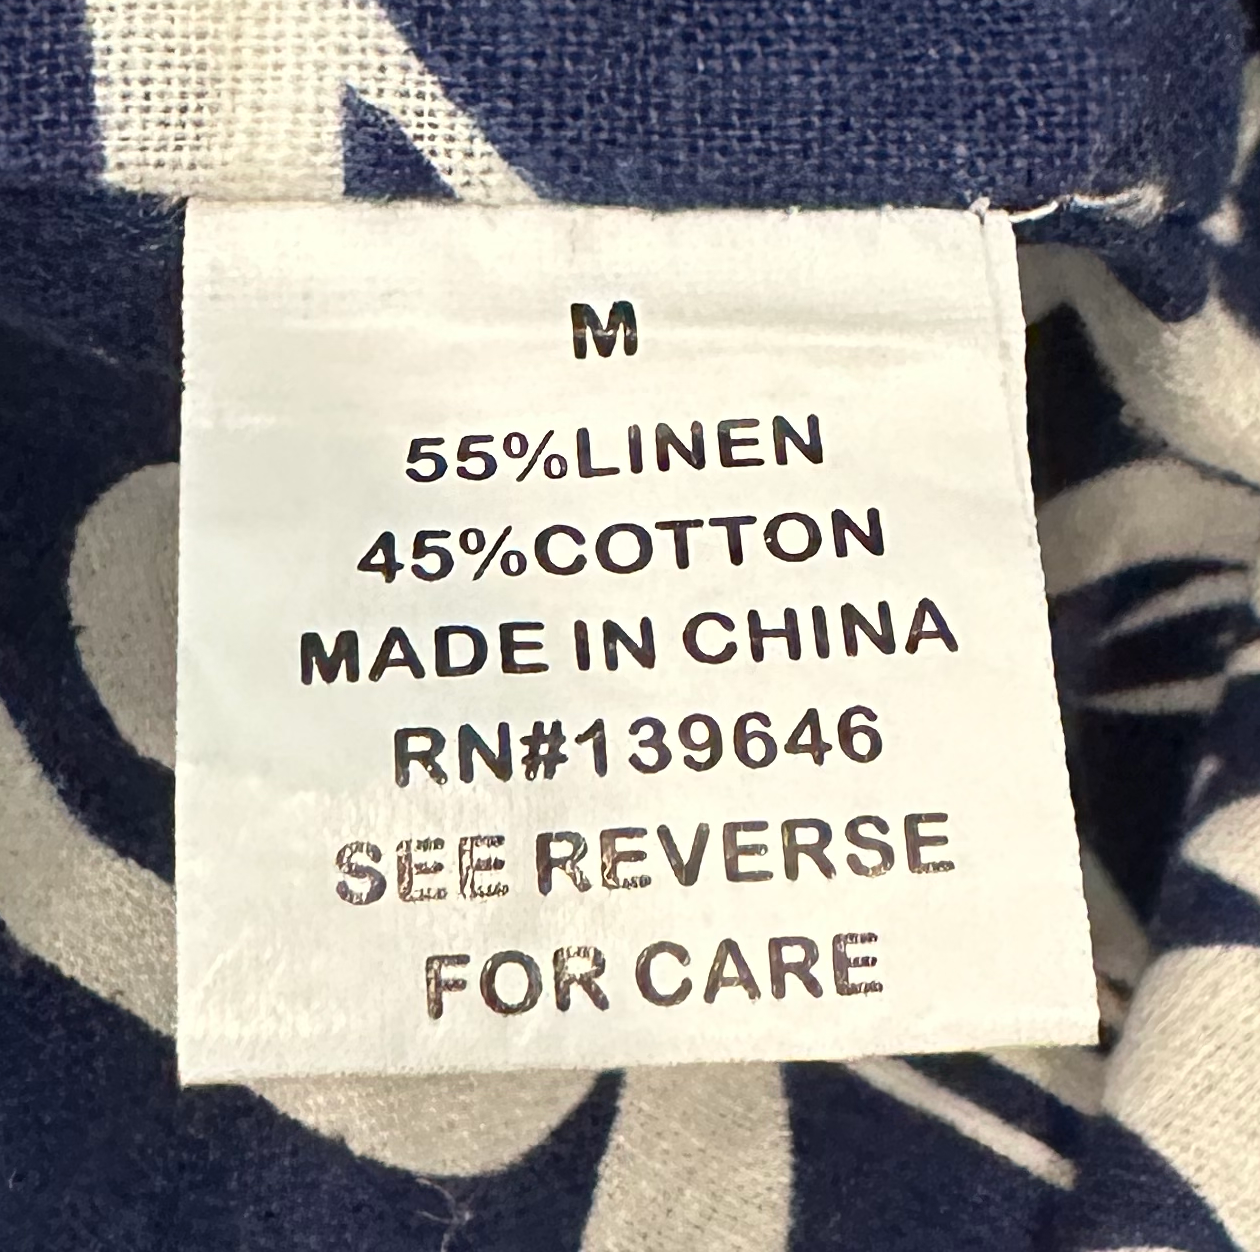 M
55%LINEN
45%COTTON
MADE IN CHINA
RN#139646
SEE REVERSE
FOR CARE